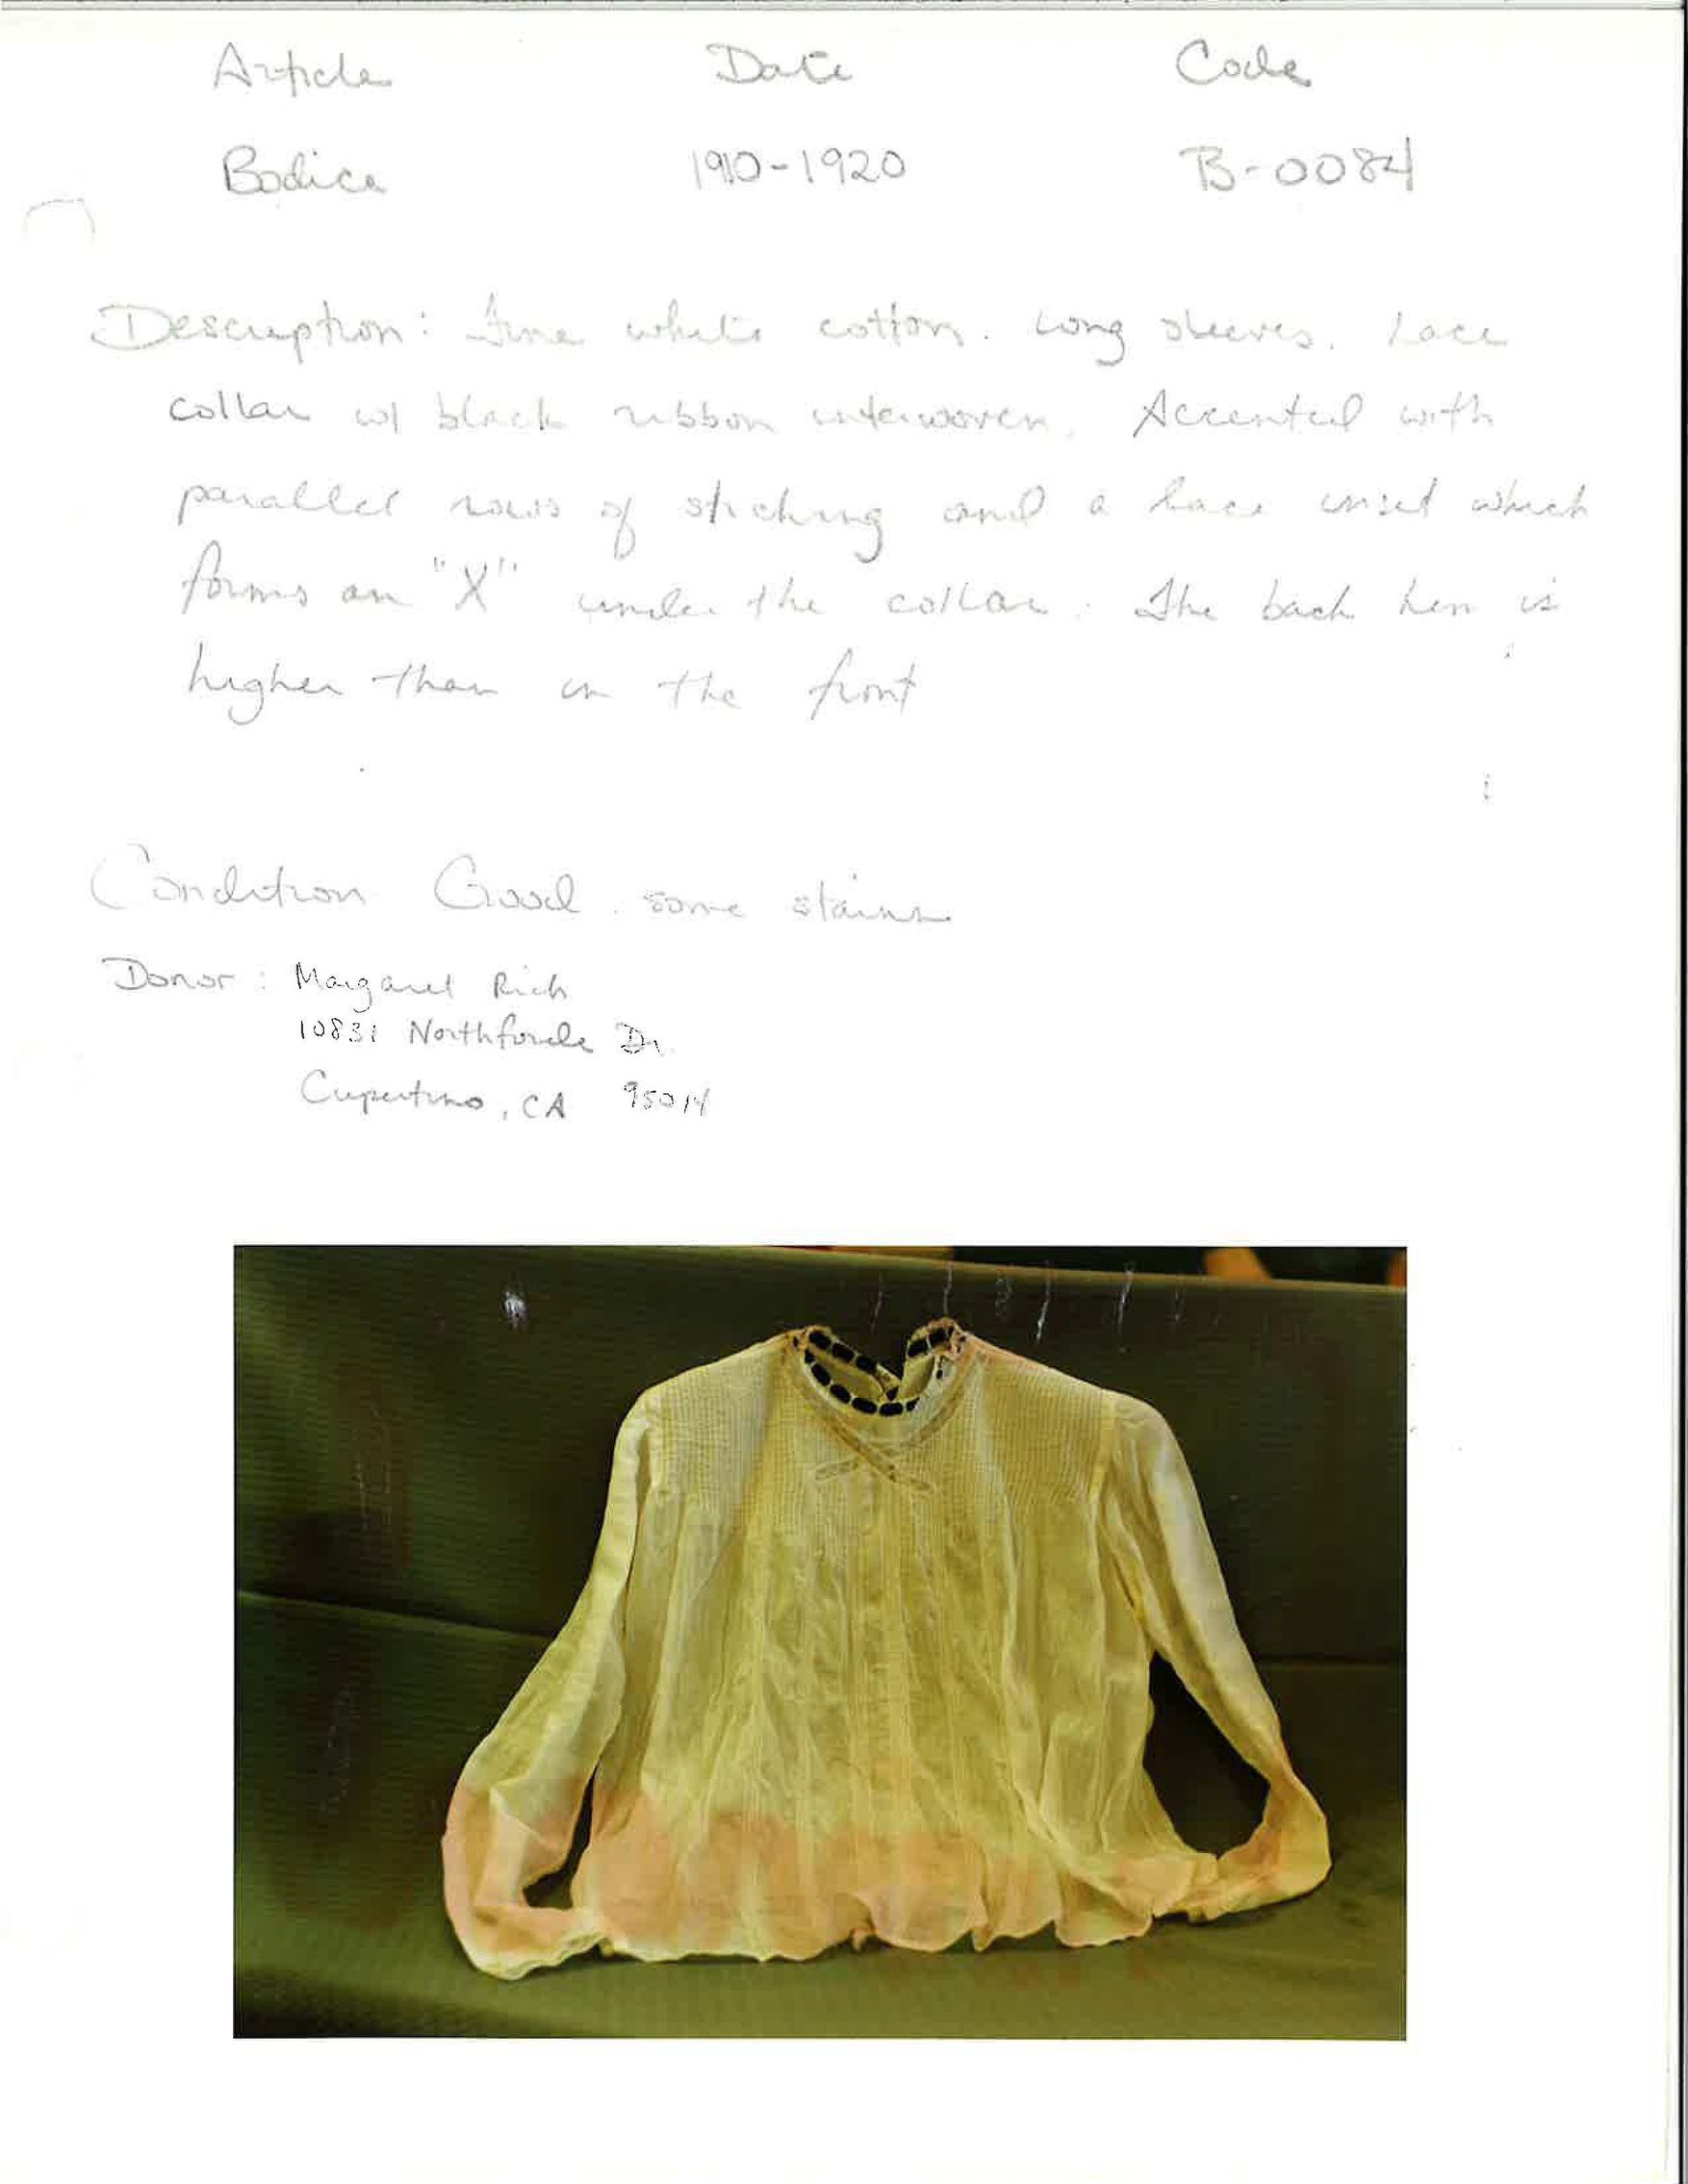 Article Date Code
Bodice 1910-1920 B-0084
Description: Fine white cotton. Long sleeves. Lace
collar w/ black ribbon interwoven. Accented with
parallel rows of stiching and a lace inset which
forms an "X" under the collar. The back hem is
higher than in the front
Condition Good. some stains
Donor: Margaret Rich
10831 Northforde Dr.
Cupertino, CA 95014